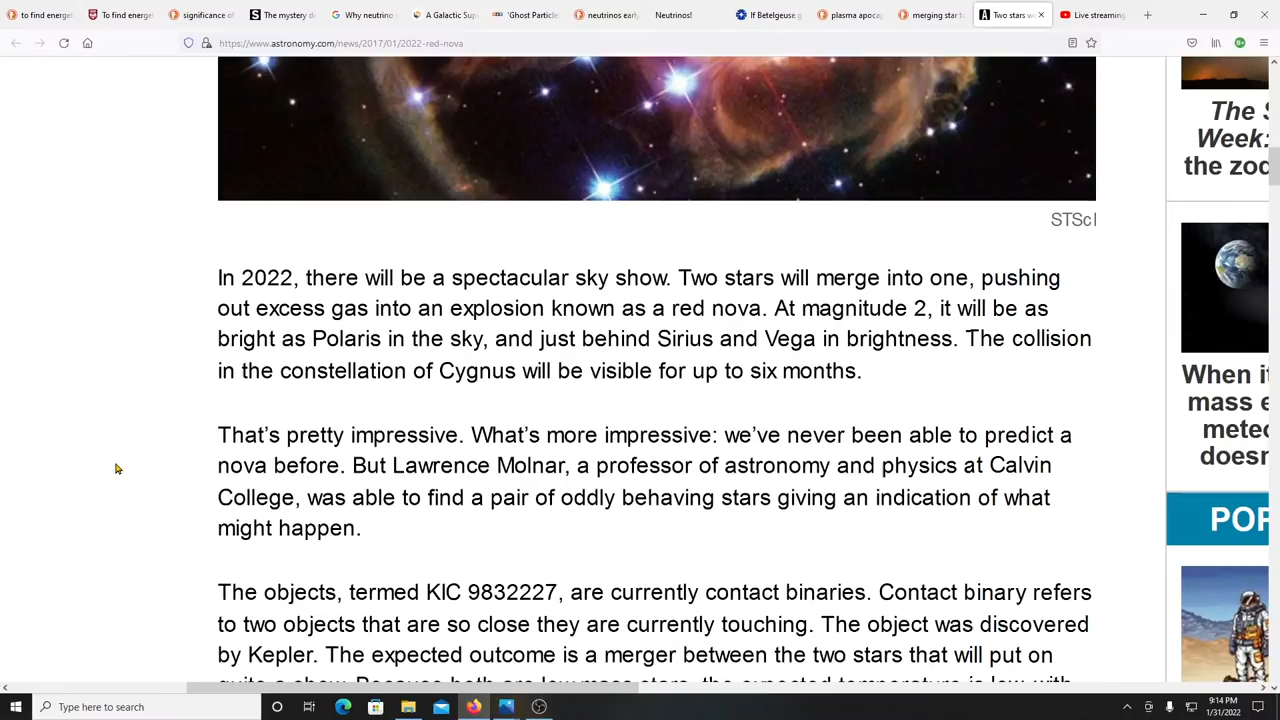 to find energet
To find energet
significance of
The mystery d
Why neutrino
A Galactic Sup
'Ghost Particle
neutrinos early
Neutrinos!
If Betelgeuse g
plasma apocap
merging star
Two stars w
Live streaming
https://www.astronomy.com/news/2017/01/2022-red-nova
STScI
The S
Week:
the zod
In 2022, there will be a spectacular sky show. Two stars will merge into one, pushing
out excess gas into an explosion known as a red nova. At magnitude 2, it will be as
bright as Polaris in the sky, and just behind Sirius and Vega in brightness. The collision
in the constellation of Cygnus will be visible for up to six months.
That's pretty impressive. What's more impressive: we've never been able to predict a
nova before. But Lawrence Molnar, a professor of astronomy and physics at Calvin
College, was able to find a pair of oddly behaving stars giving an indication of what
might happen.
The objects, termed KIC 9832227, are currently contact binaries. Contact binary refers
to two objects that are so close they are currently touching. The object was discovered
by Kepler. The expected outcome is a merger between the two stars that will put on
quite a show. Because both are low mass stars, the expected temperature is low, with
When it
mass e
meteo
doesn
POP
Type here to search
9:14 PM
1/31/2022